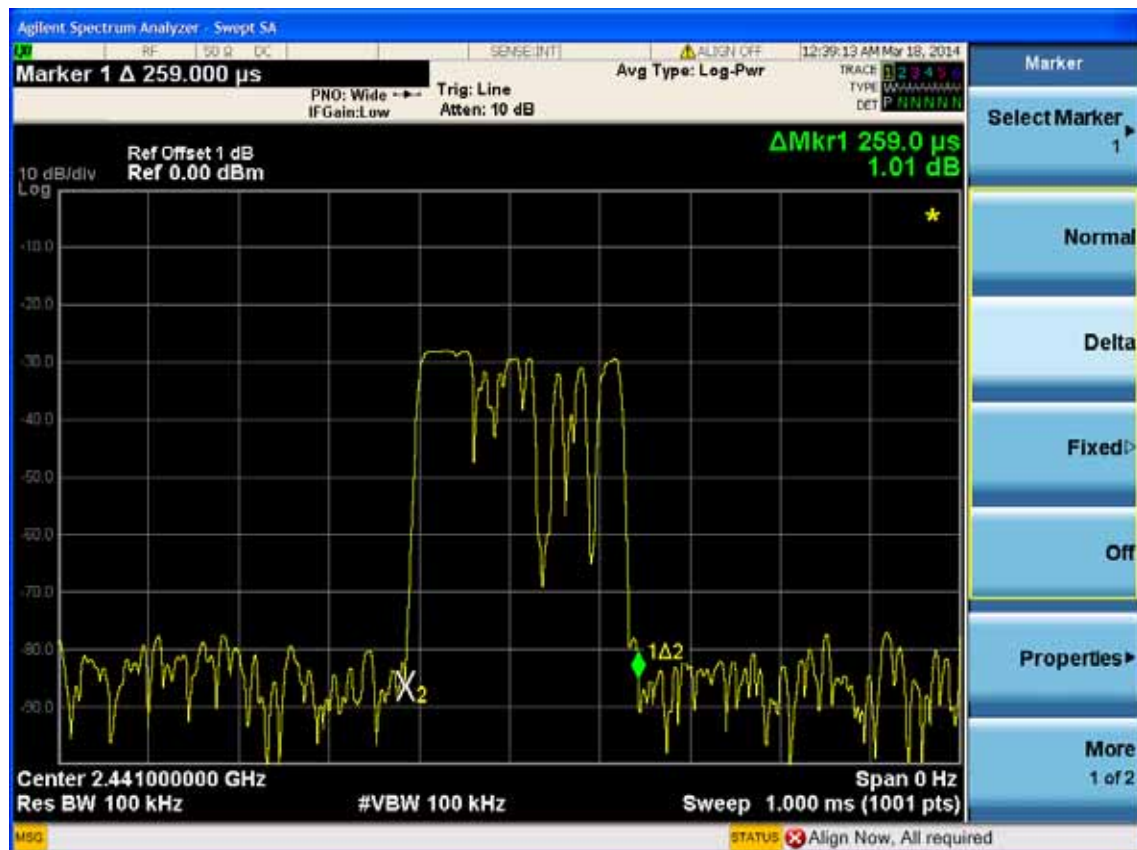 Agilent Spectrum Analyzer - Swept SA
RF 50 Ω DC SENSE:INT ALIGN OFF 12:39:13 AM Mar 18, 2014
Marker 1 Δ 259.000 μs
PNO: Wide
IFGain:Low
Trig: Line
Atten: 10 dB
Avg Type: Log-Pwr
TRACE 1 2 3 4 5 6
TYPE
DET P N N N N N
ΔMkr1 259.0 μs
1.01 dB
Ref Offset 1 dB
10 dB/div Ref 0.00 dBm
Log
-10.0
-20.0
-30.0
-40.0
-50.0
-60.0
-70.0
-80.0
-90.0
1Δ2
X2
Center 2.441000000 GHz Span 0 Hz
Res BW 100 kHz #VBW 100 kHz Sweep 1.000 ms (1001 pts)
MSG STATUS Align Now, All required
Marker
Select Marker
1
Normal
Delta
Fixed
Off
Properties
More
1 of 2